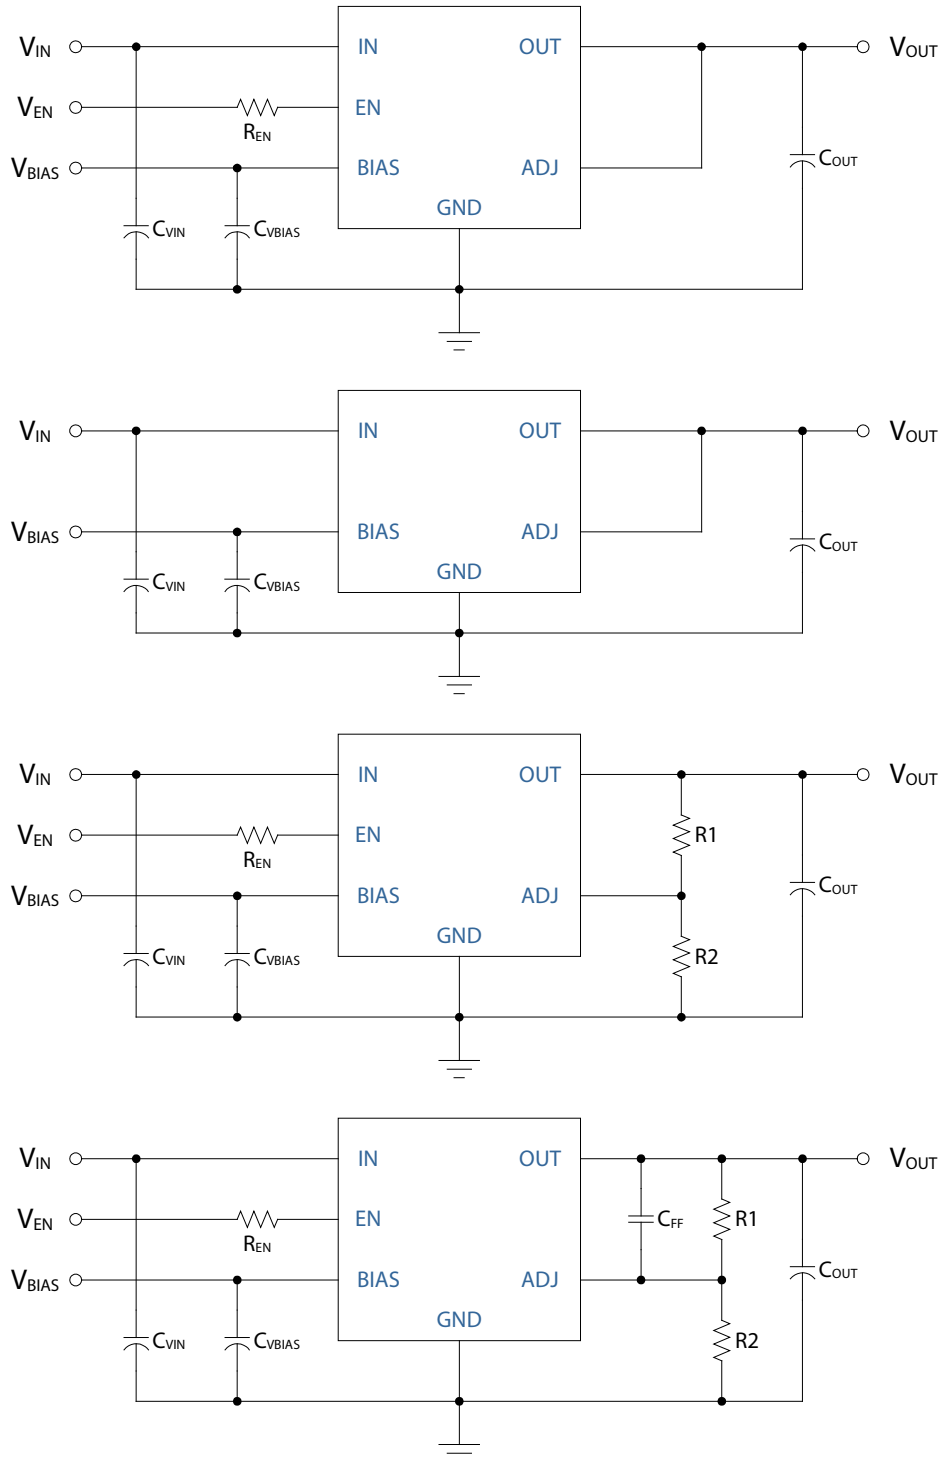 VIN IN OUT VOUT
VEN REN EN
VBIAS BIAS ADJ COUT
GND
CVIN CVBIAS
VIN IN OUT VOUT
VBIAS BIAS ADJ COUT
GND
CVIN CVBIAS
VIN IN OUT VOUT
VEN REN EN R1
VBIAS BIAS ADJ COUT
GND
CVIN CVBIAS R2
VIN IN OUT VOUT
VEN REN EN CFF R1
VBIAS BIAS ADJ COUT
GND
CVIN CVBIAS R2